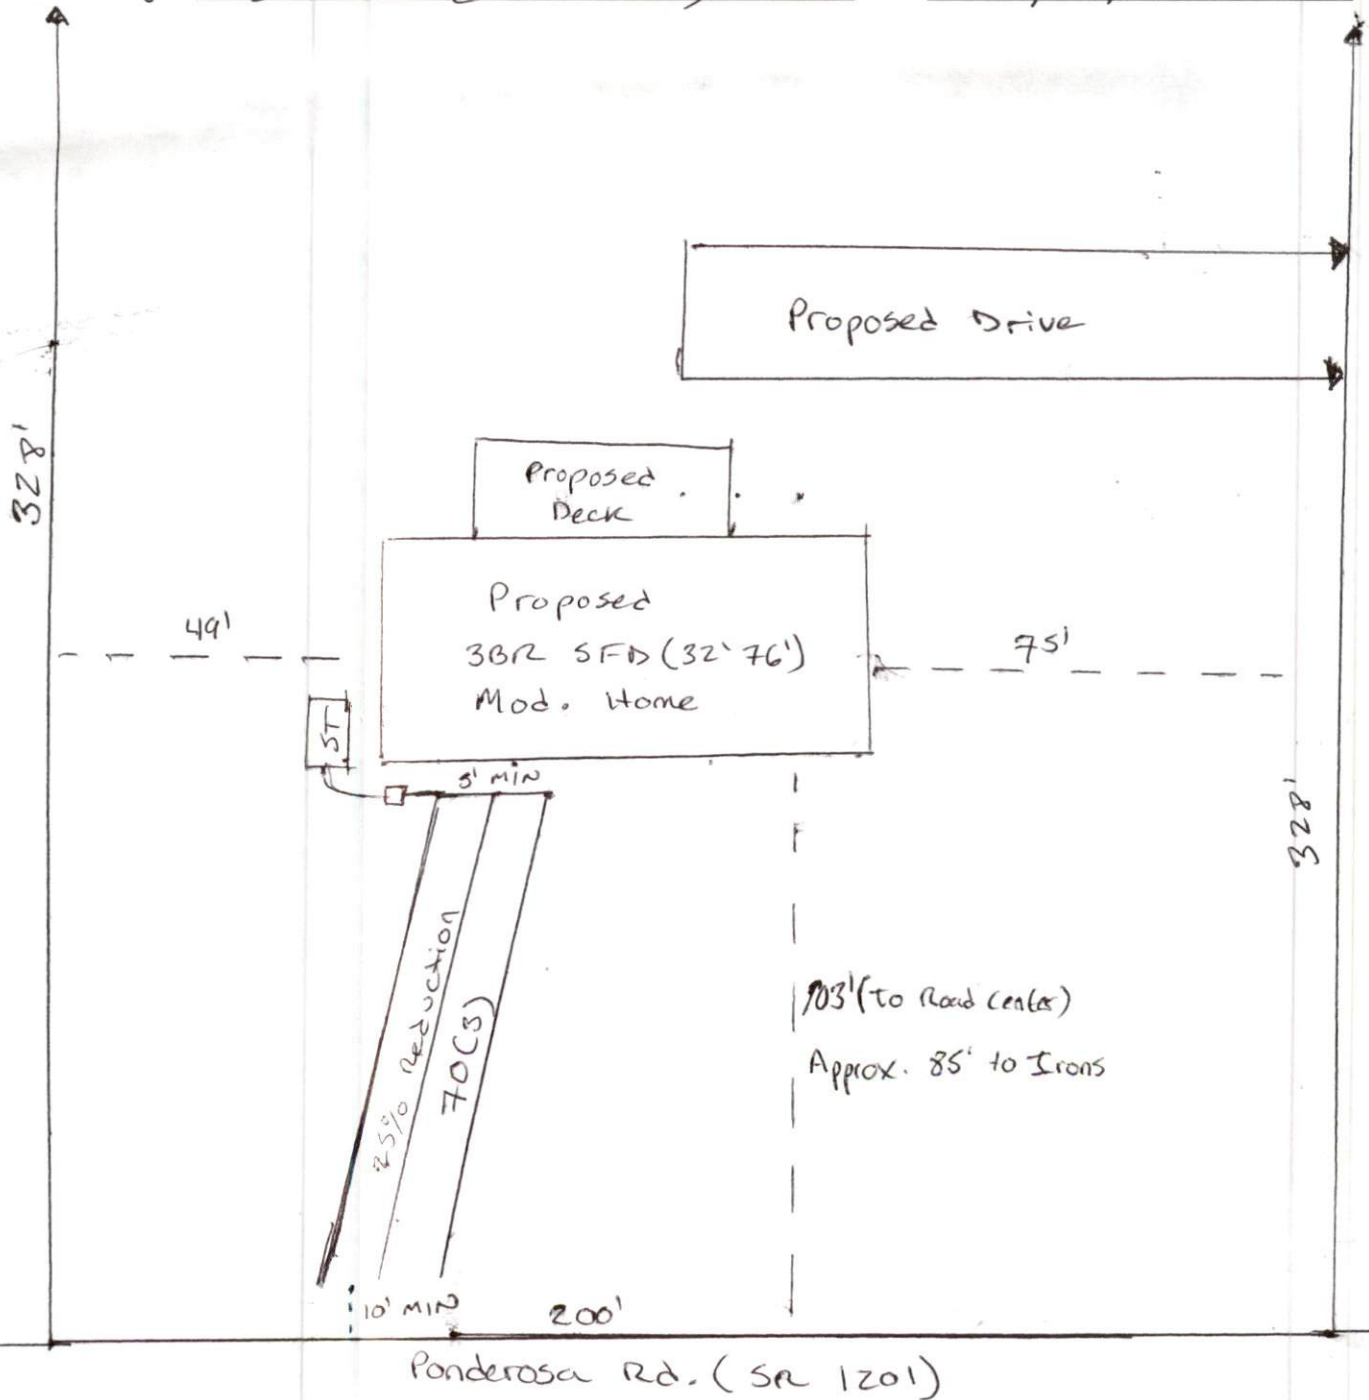 Proposed Drive
328'
Proposed
Deck
Proposed
3BR SFD (32' 76')
Mod. Home
49'
75'
ST
5' MIN
328'
25% Reduction
70(3)
103' (to Road Center)
Approx. 85' to Irons
10' MIN
200'
Ponderosa Rd. (SR 1201)